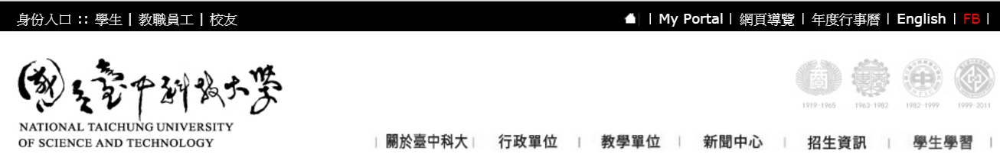 身份入口 :: 學生 | 教職員工 | 校友
| My Portal | 網頁導覽 | 年度行事曆 | English | FB |
國立臺中科技大學
NATIONAL TAICHUNG UNIVERSITY
OF SCIENCE AND TECHNOLOGY
商 中
1919-1965 1963-1982 1982-1999 1999-2011
| 關於臺中科大 | 行政單位 | 教學單位 | 新聞中心 | 招生資訊 | 學生學習 |